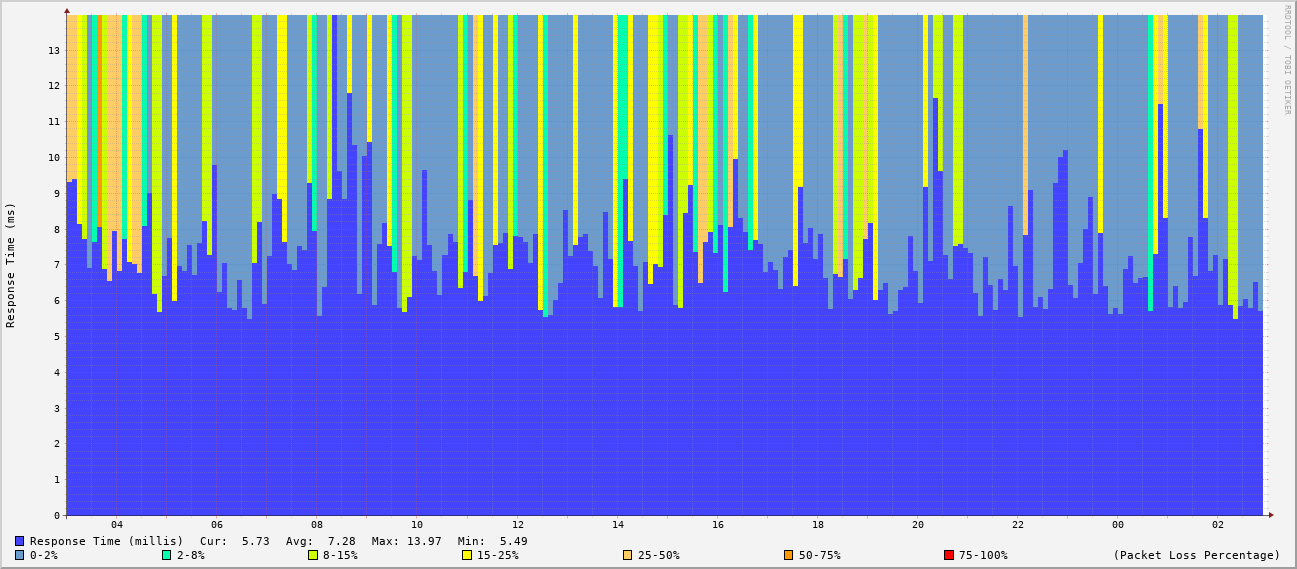 RRDTOOL / TOBI OETIKER
Response Time (ms)
13
12
11
10
9
8
7
6
5
4
3
2
1
0
04 06 08 10 12 14 16 18 20 22 00 02
Response Time (millis) Cur: 5.73 Avg: 7.28 Max: 13.97 Min: 5.49
0-2% 2-8% 8-15% 15-25% 25-50% 50-75% 75-100% (Packet Loss Percentage)